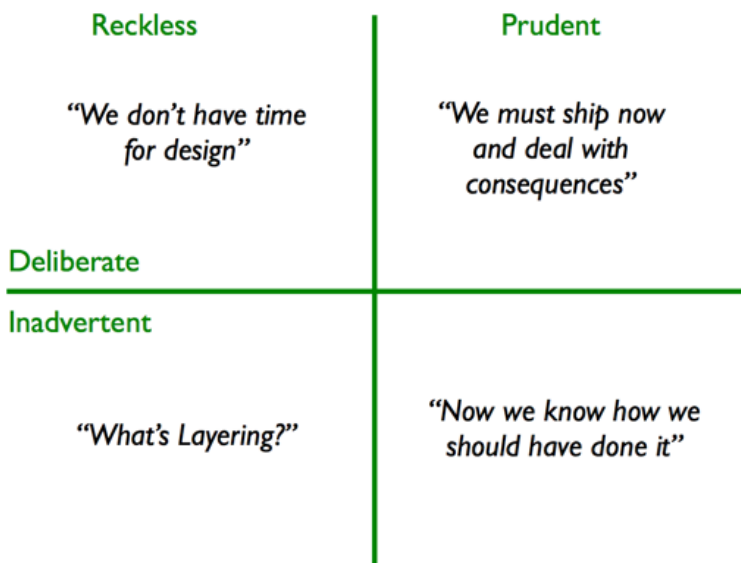 Reckless
Prudent
“We don’t have time
for design”
“We must ship now
and deal with
consequences”
Deliberate
Inadvertent
“What’s Layering?”
“Now we know how we
should have done it”